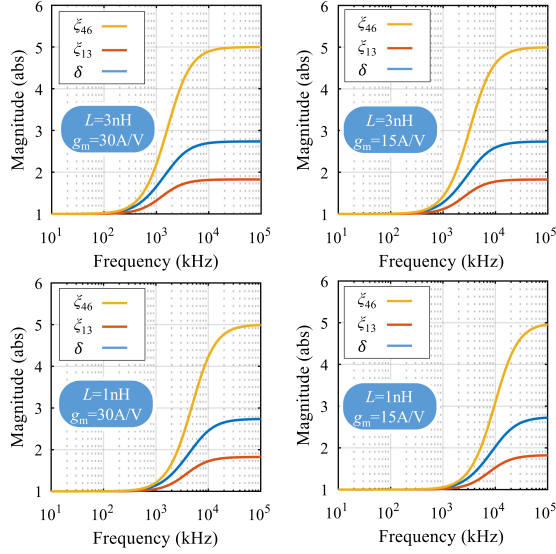 6
5
4
3
2
1
Magnitude (abs)
ξ46
ξ13
δ
L=3nH
gm=30A/V
10^1
10^2
10^3
10^4
10^5
Frequency (kHz)
6
5
4
3
2
1
Magnitude (abs)
ξ46
ξ13
δ
L=3nH
gm=15A/V
10^1
10^2
10^3
10^4
10^5
Frequency (kHz)
6
5
4
3
2
1
Magnitude (abs)
ξ46
ξ13
δ
L=1nH
gm=30A/V
10^1
10^2
10^3
10^4
10^5
Frequency (kHz)
6
5
4
3
2
1
Magnitude (abs)
ξ46
ξ13
δ
L=1nH
gm=15A/V
10^1
10^2
10^3
10^4
10^5
Frequency (kHz)